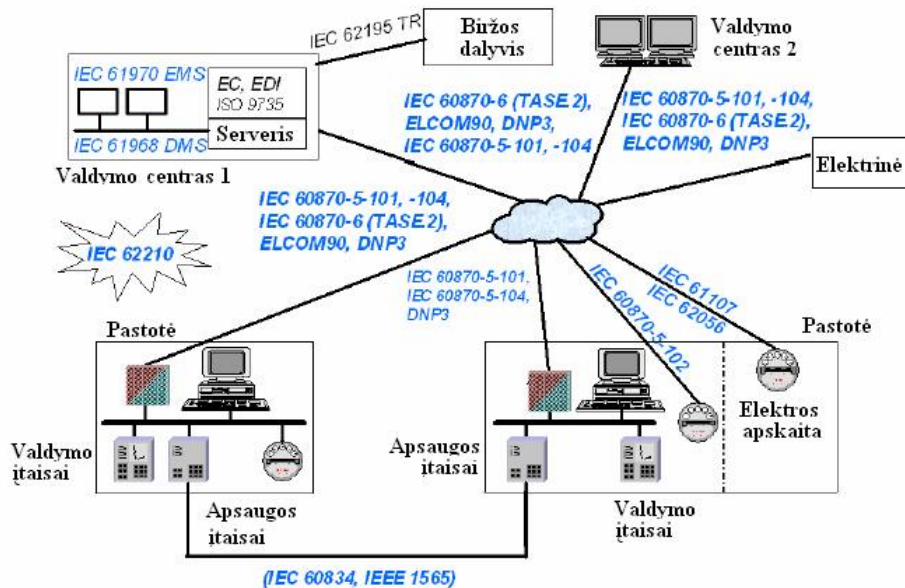 IEC 62195 TR
Biržos
dalyvis
Valdymo
centras 2
IEC 61970 EMS
EC, EDI
ISO 9735
Serveris
IEC 61968 DMS
Valdymo centras 1
IEC 60870-6 (TASE.2),
ELCOM90, DNP3,
IEC 60870-5-101, -104
IEC 60870-5-101, -104,
IEC 60870-6 (TASE.2),
ELCOM90, DNP3
Elektrinė
IEC 60870-5-101, -104,
IEC 60870-6 (TASE.2),
ELCOM90, DNP3
IEC 62210
IEC 60870-5-101,
IEC 60870-5-104,
DNP3
IEC 60870-5-102
IEC 61107
IEC 62056
Pastotė
Pastotė
Valdymo
įtaisai
Apsaugos
įtaisai
Apsaugos
įtaisai
Valdymo
įtaisai
Elektros
apskaita
(IEC 60834, IEEE 1565)